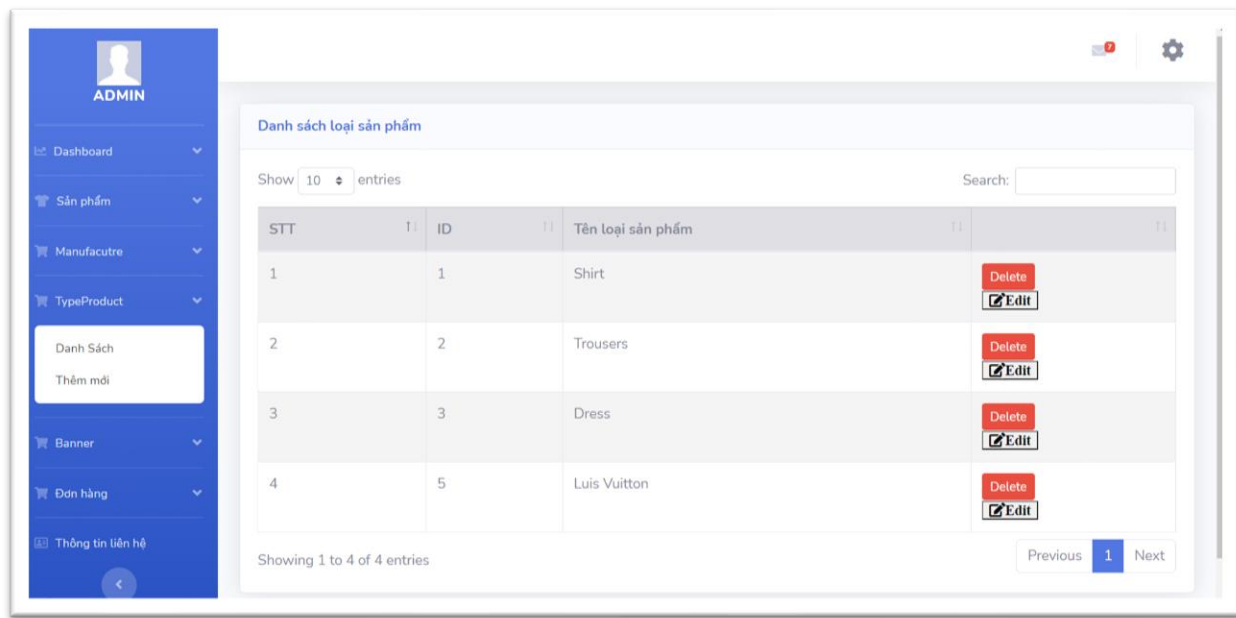 7
ADMIN
Dashboard
Sản phẩm
Manufacutre
TypeProduct
Danh Sách
Thêm mới
Banner
Đơn hàng
Thông tin liên hệ
Danh sách loại sản phẩm
Show 10 entries
Search:
STT ID Tên loại sản phẩm
1 1 Shirt Delete
Edit
2 2 Trousers Delete
Edit
3 3 Dress Delete
Edit
4 5 Luis Vuitton Delete
Edit
Showing 1 to 4 of 4 entries
Previous 1 Next